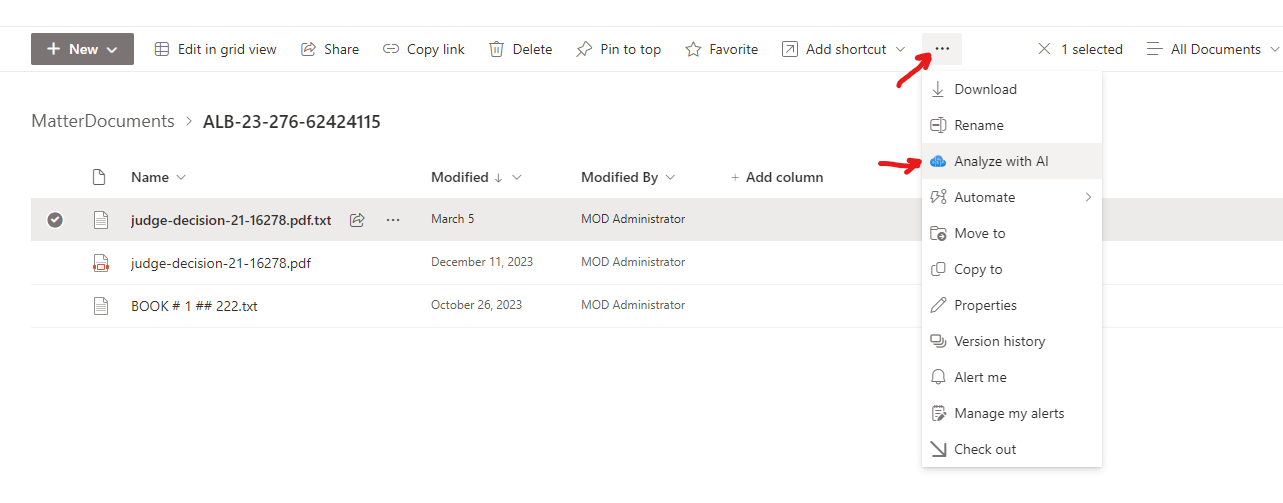 New
Edit in grid view
Share
Copy link
Delete
Pin to top
Favorite
Add shortcut
1 selected
All Documents
MatterDocuments > ALB-23-276-62424115
Name
Modified
Modified By
+ Add column
judge-decision-21-16278.pdf.txt
March 5
MOD Administrator
judge-decision-21-16278.pdf
December 11, 2023
MOD Administrator
BOOK # 1 ## 222.txt
October 26, 2023
MOD Administrator
Download
Rename
Analyze with AI
Automate
Move to
Copy to
Properties
Version history
Alert me
Manage my alerts
Check out